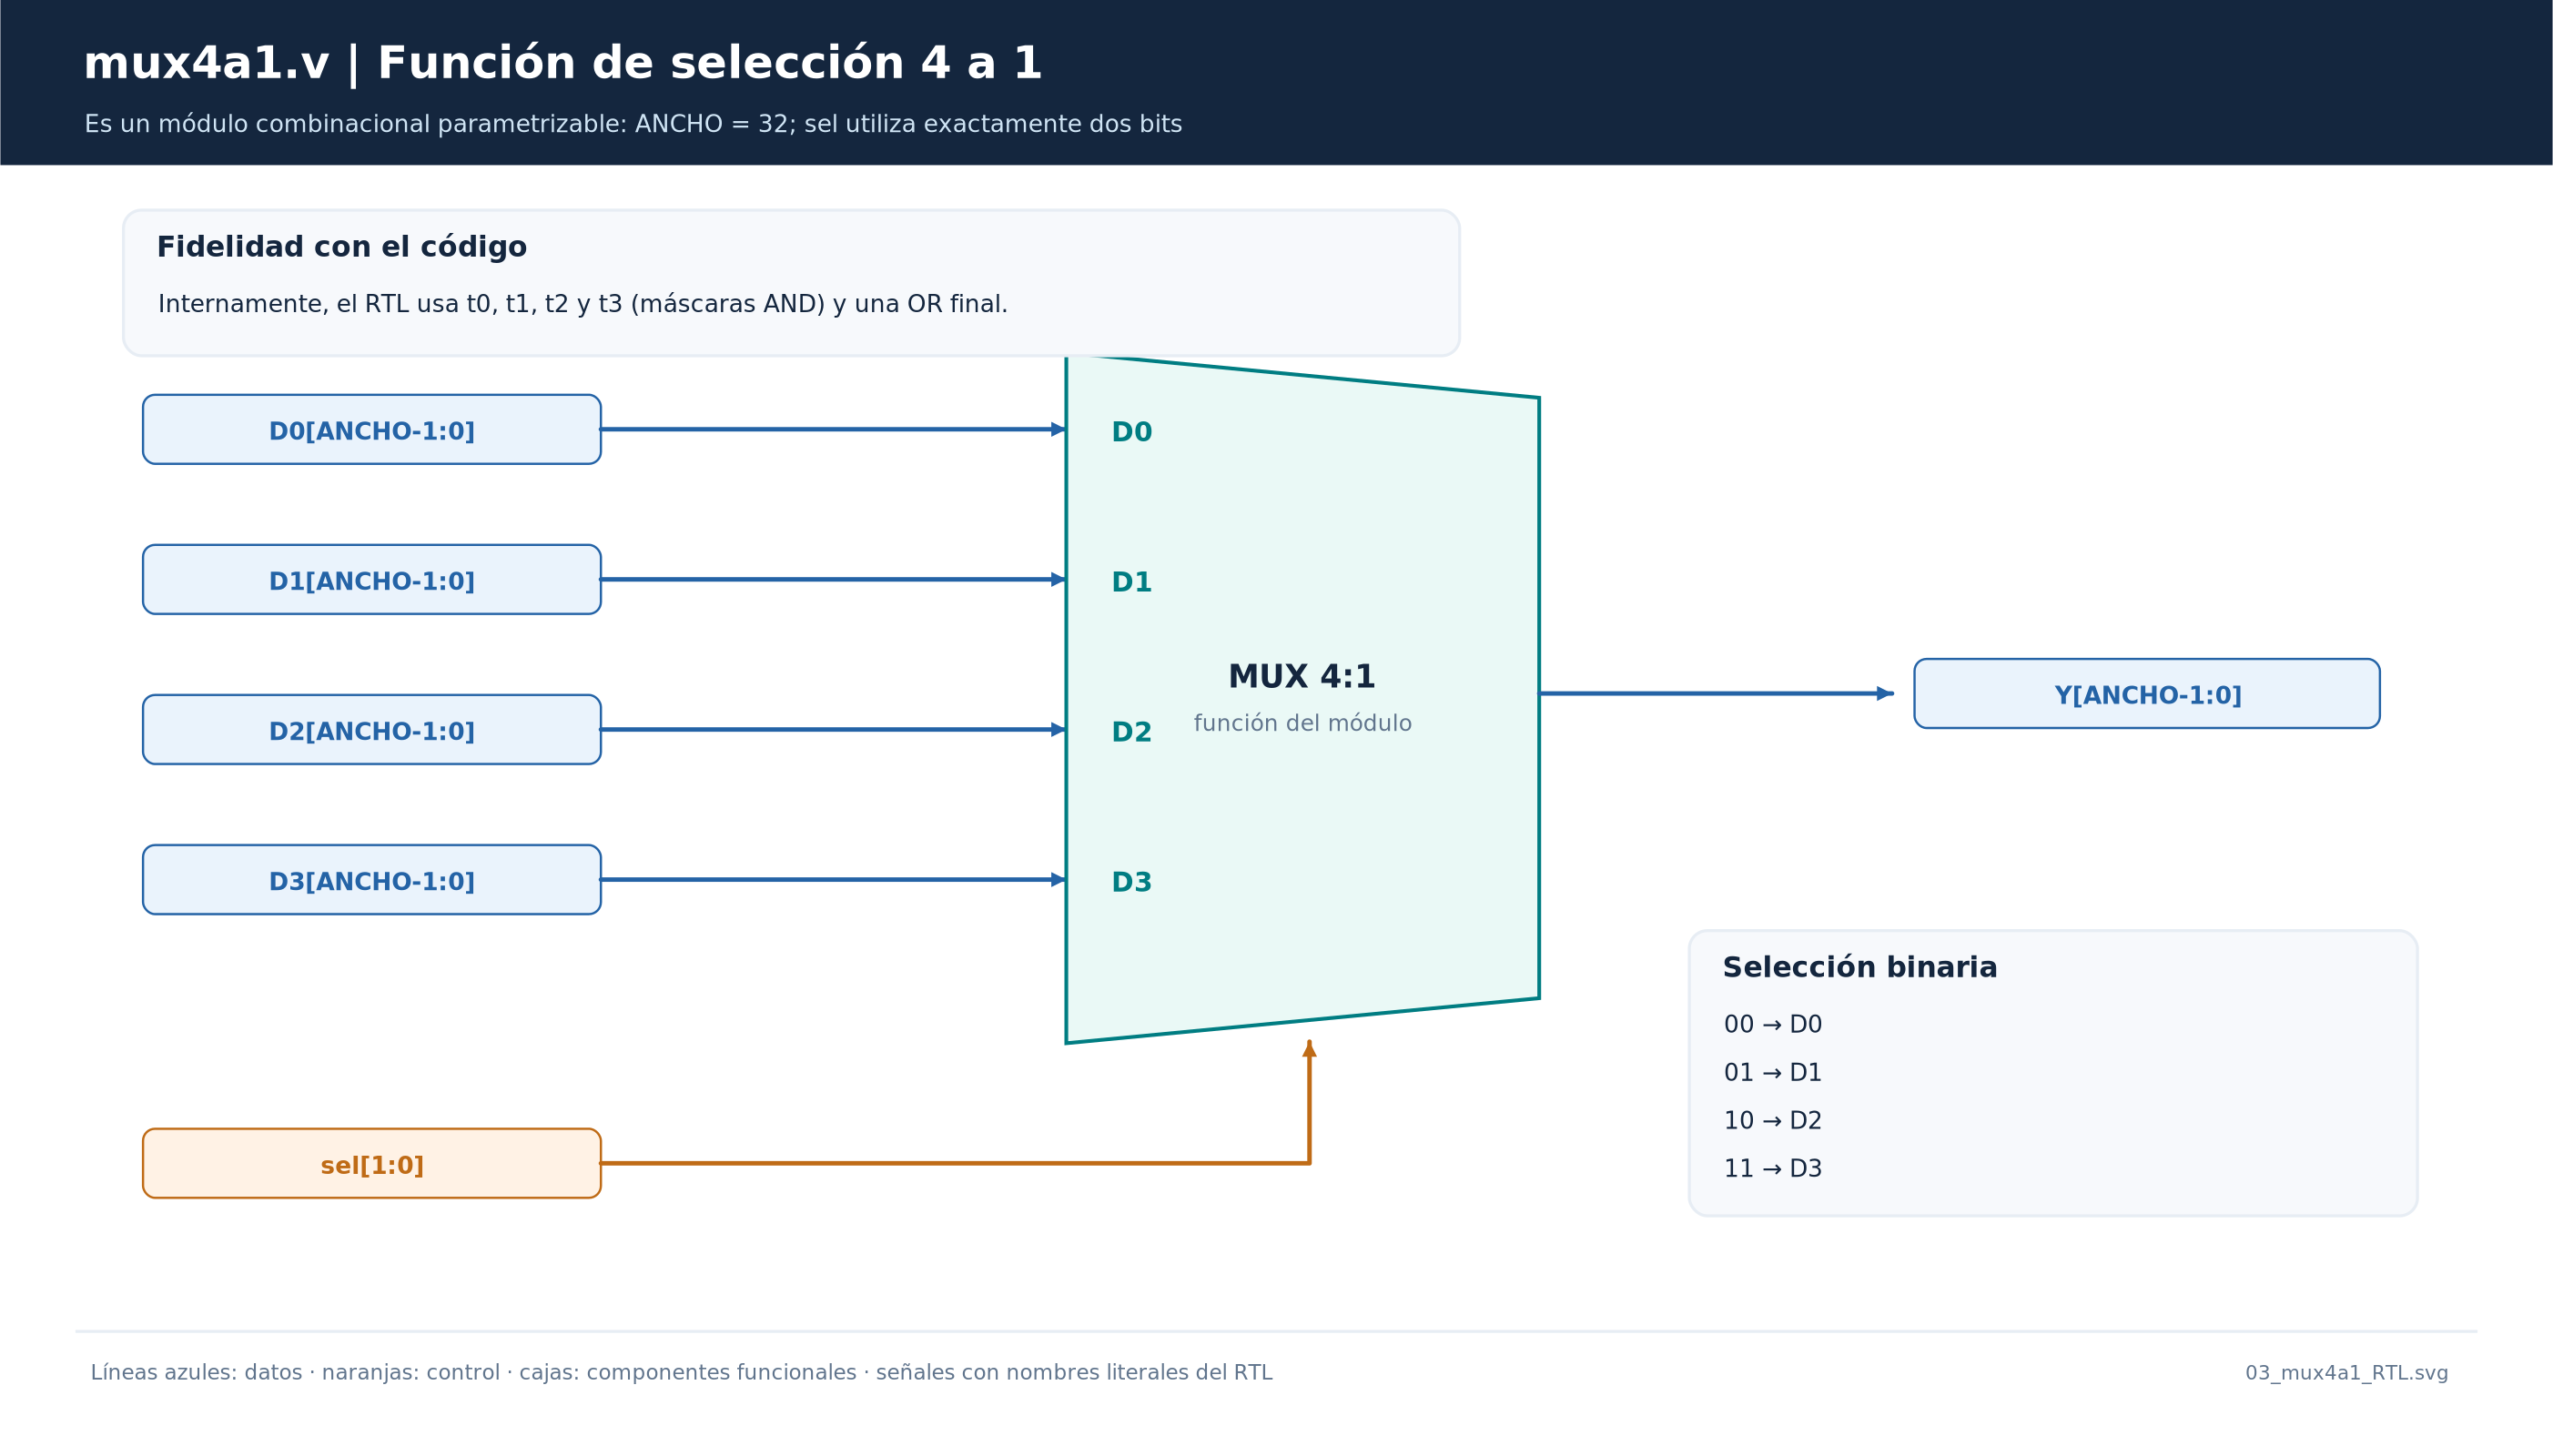 mux4a1.v | Función de selección 4 a 1
Es un módulo combinacional parametrizable: ANCHO = 32; sel utiliza exactamente dos bits
Fidelidad con el código
Internamente, el RTL usa t0, t1, t2 y t3 (máscaras AND) y una OR final.
D0[ANCHO-1:0]
D0
D1[ANCHO-1:0]
D1
MUX 4:1
función del módulo
D2[ANCHO-1:0]
D2
Y[ANCHO-1:0]
D3[ANCHO-1:0]
D3
Selección binaria
00 → D0
01 → D1
10 → D2
11 → D3
sel[1:0]
Líneas azules: datos · naranjas: control · cajas: componentes funcionales · señales con nombres literales del RTL
03_mux4a1_RTL.svg